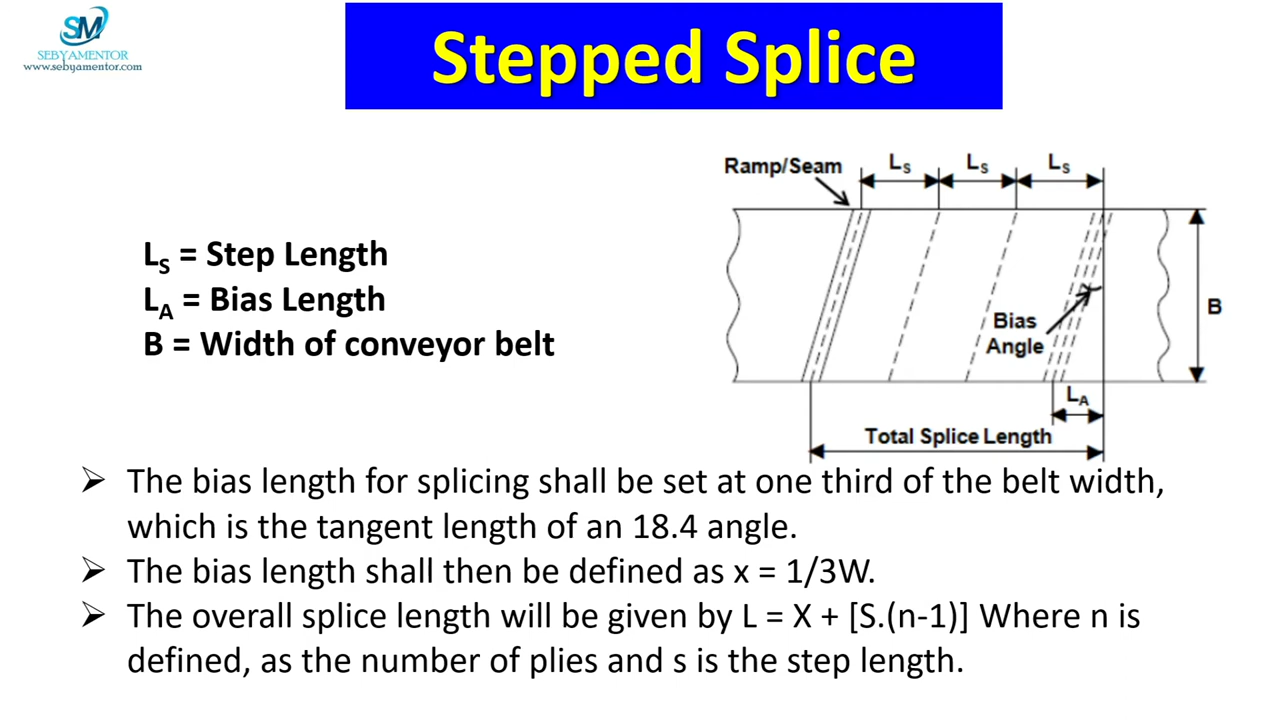 SM
SEBYAMENTOR
www.sebyamentor.com
Stepped Splice
LS = Step Length
LA = Bias Length
B = Width of conveyor belt
Ramp/Seam
LS
LS
LS
B
Bias
Angle
LA
Total Splice Length
➢ The bias length for splicing shall be set at one third of the belt width,
which is the tangent length of an 18.4 angle.
➢ The bias length shall then be defined as x = 1/3W.
➢ The overall splice length will be given by L = X + [S.(n-1)] Where n is
defined, as the number of plies and s is the step length.